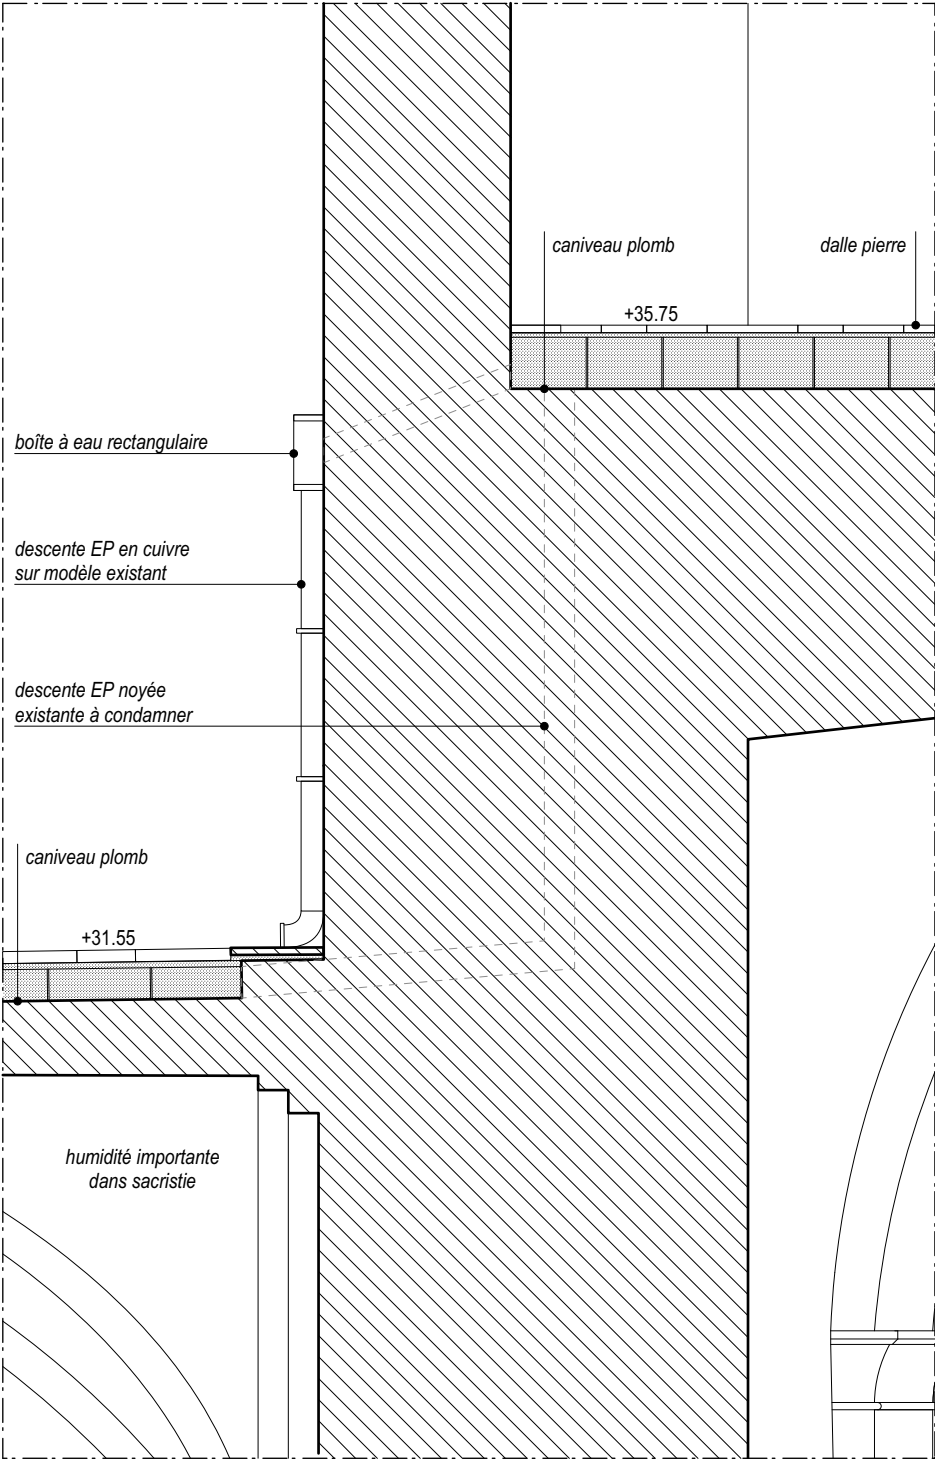 caniveau plomb
dalle pierre
+35.75
boîte à eau rectangulaire
descente EP en cuivre
sur modèle existant
descente EP noyée
existante à condamner
caniveau plomb
+31.55
humidité importante
dans sacristie